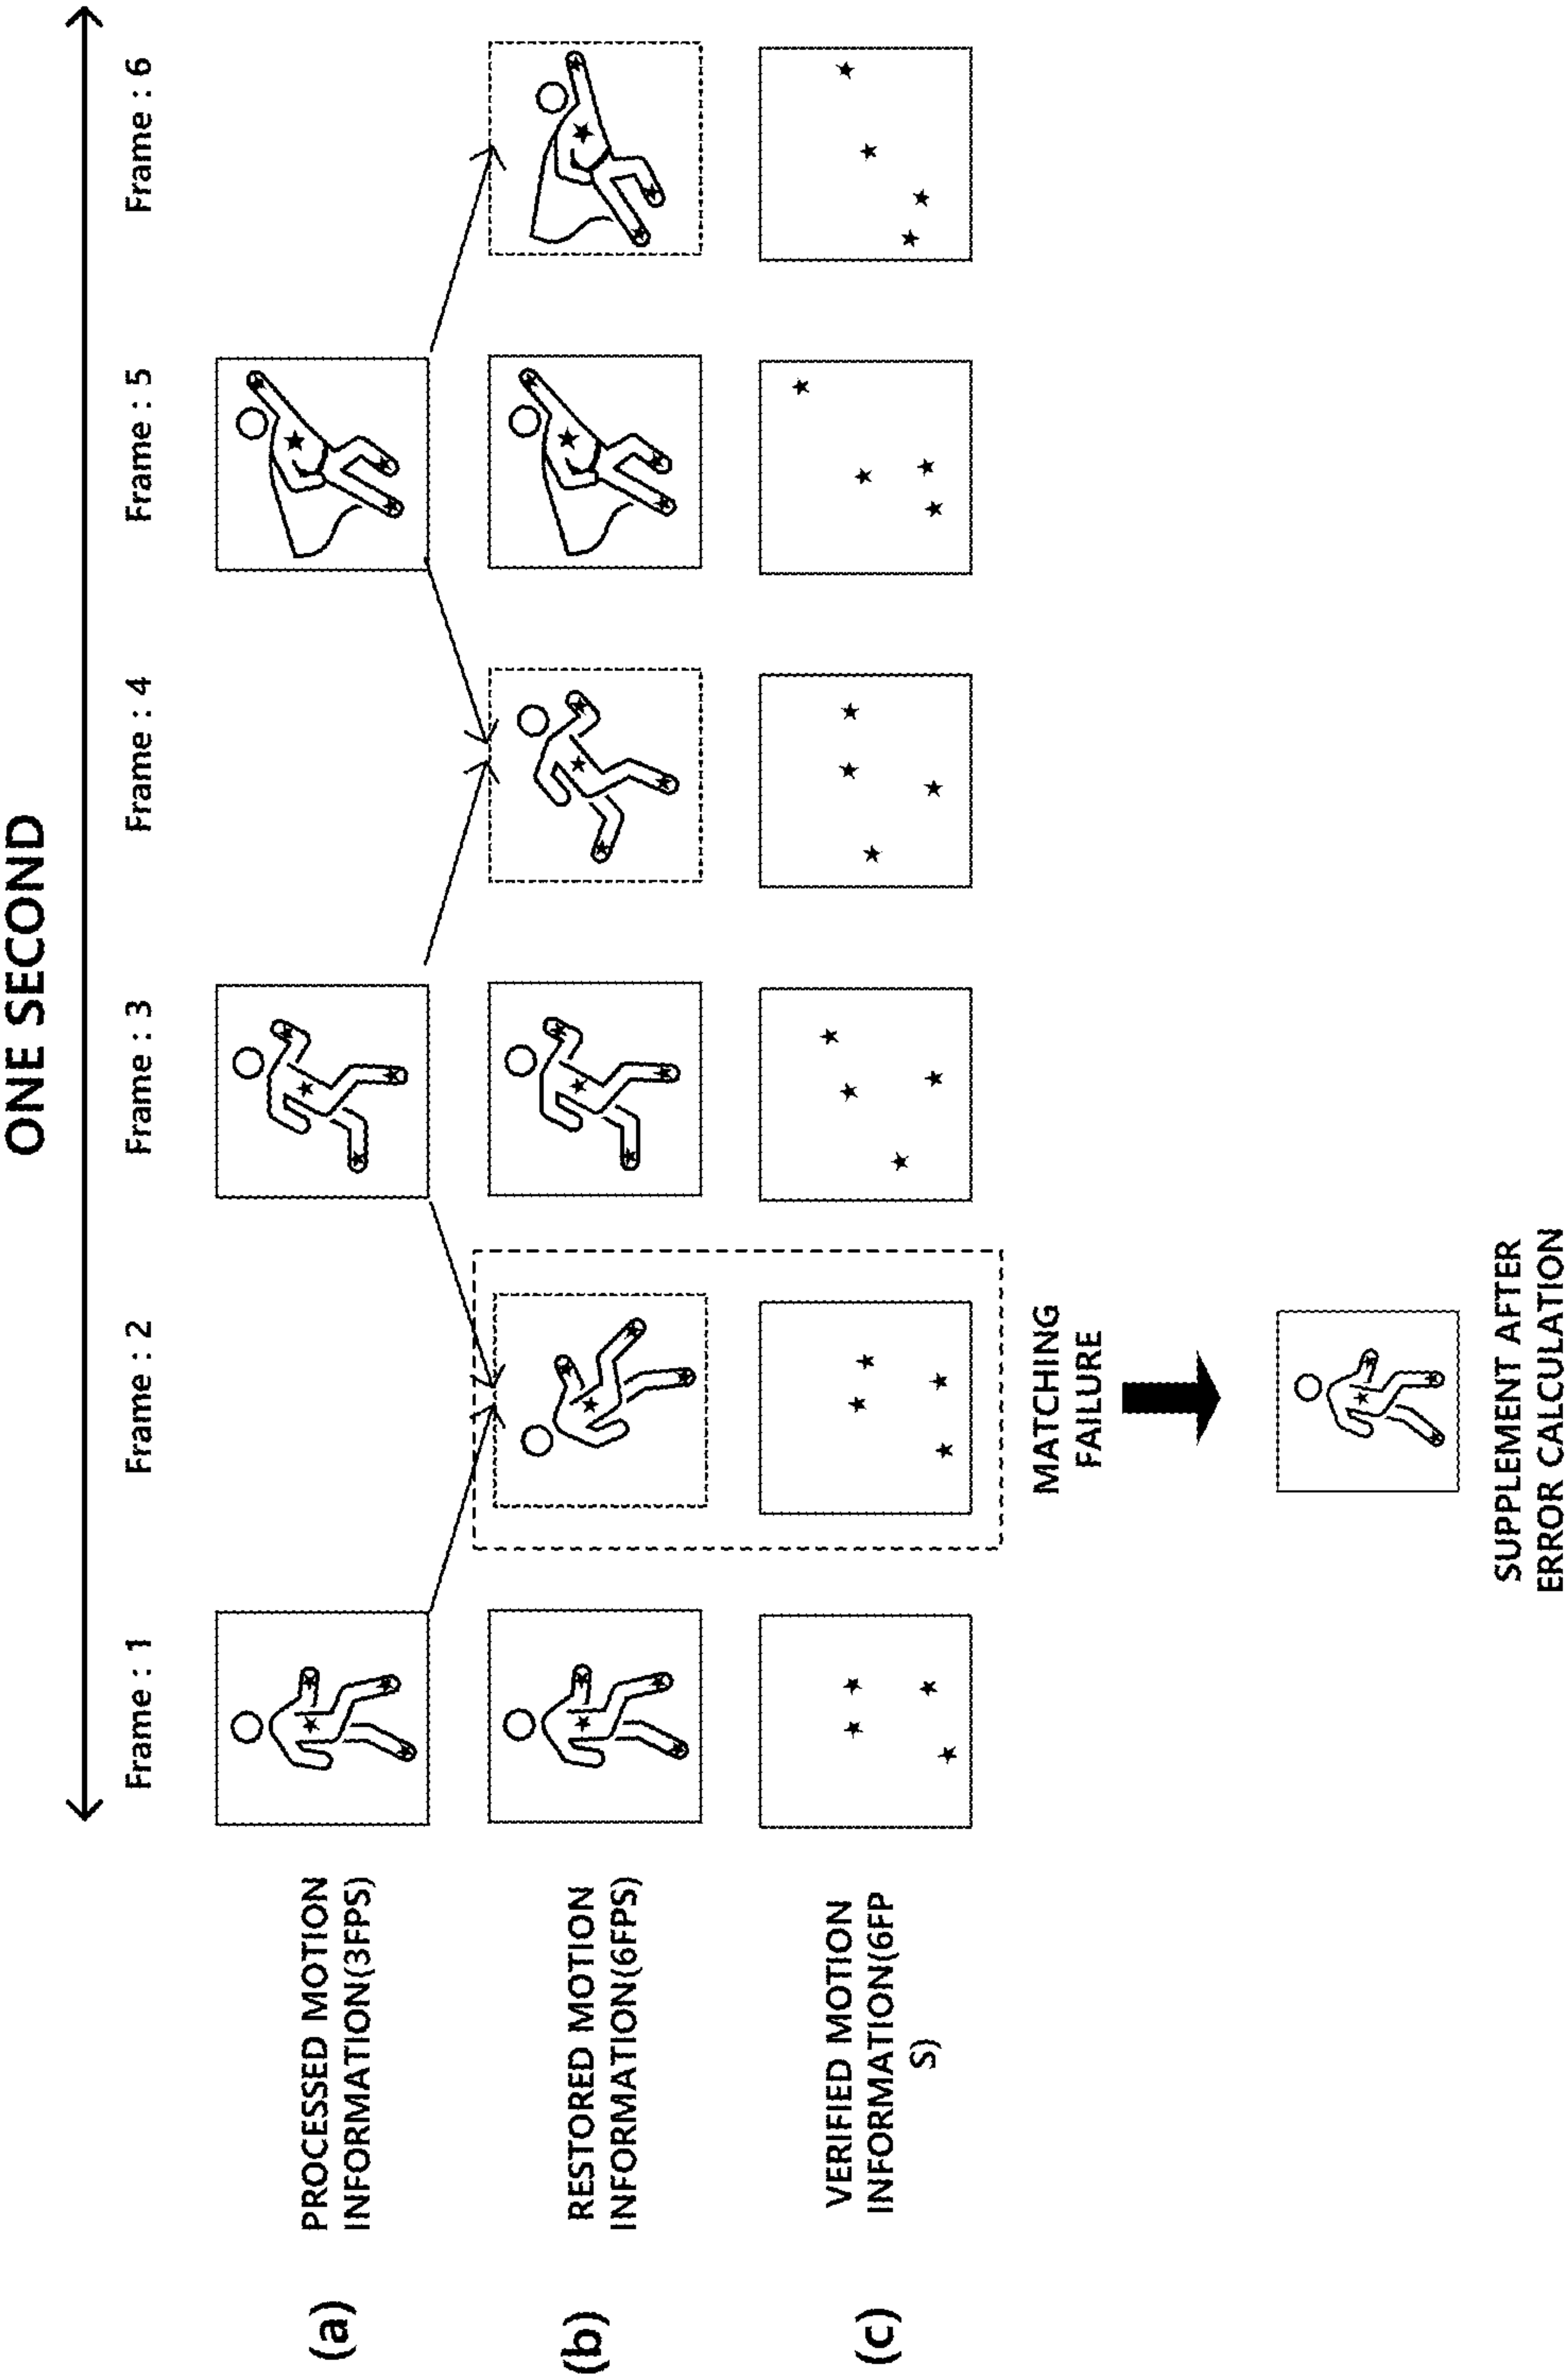 ONE SECOND
Frame : 1
Frame : 2
Frame : 3
Frame : 4
Frame : 5
Frame : 6
(a)
PROCESSED MOTION
INFORMATION(3FPS)
(b)
RESTORED MOTION
INFORMATION(6FPS)
(c)
VERIFIED MOTION
INFORMATION(6FP
S)
MATCHING
FAILURE
SUPPLEMENT AFTER
ERROR CALCULATION